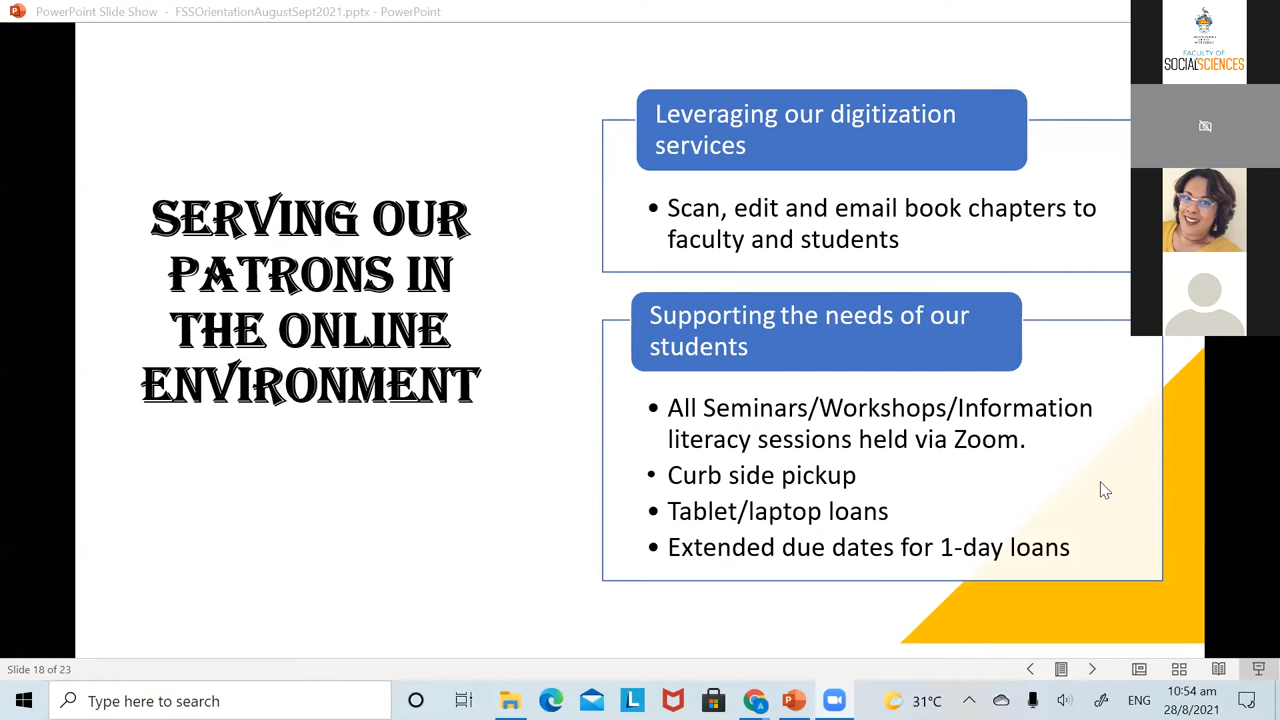 PowerPoint Slide Show - FSSOrientationAugustSept2021.pptx - PowerPoint
FACULTY OF
SOCIALSCIENCES
SERVING OUR
PATRONS IN
THE ONLINE
ENVIRONMENT
Leveraging our digitization
services
• Scan, edit and email book chapters to
faculty and students
Supporting the needs of our
students
• All Seminars/Workshops/Information
literacy sessions held via Zoom.
• Curb side pickup
• Tablet/laptop loans
• Extended due dates for 1-day loans
Slide 18 of 23
Type here to search
31°C
ENG
10:54 am
28/8/2021